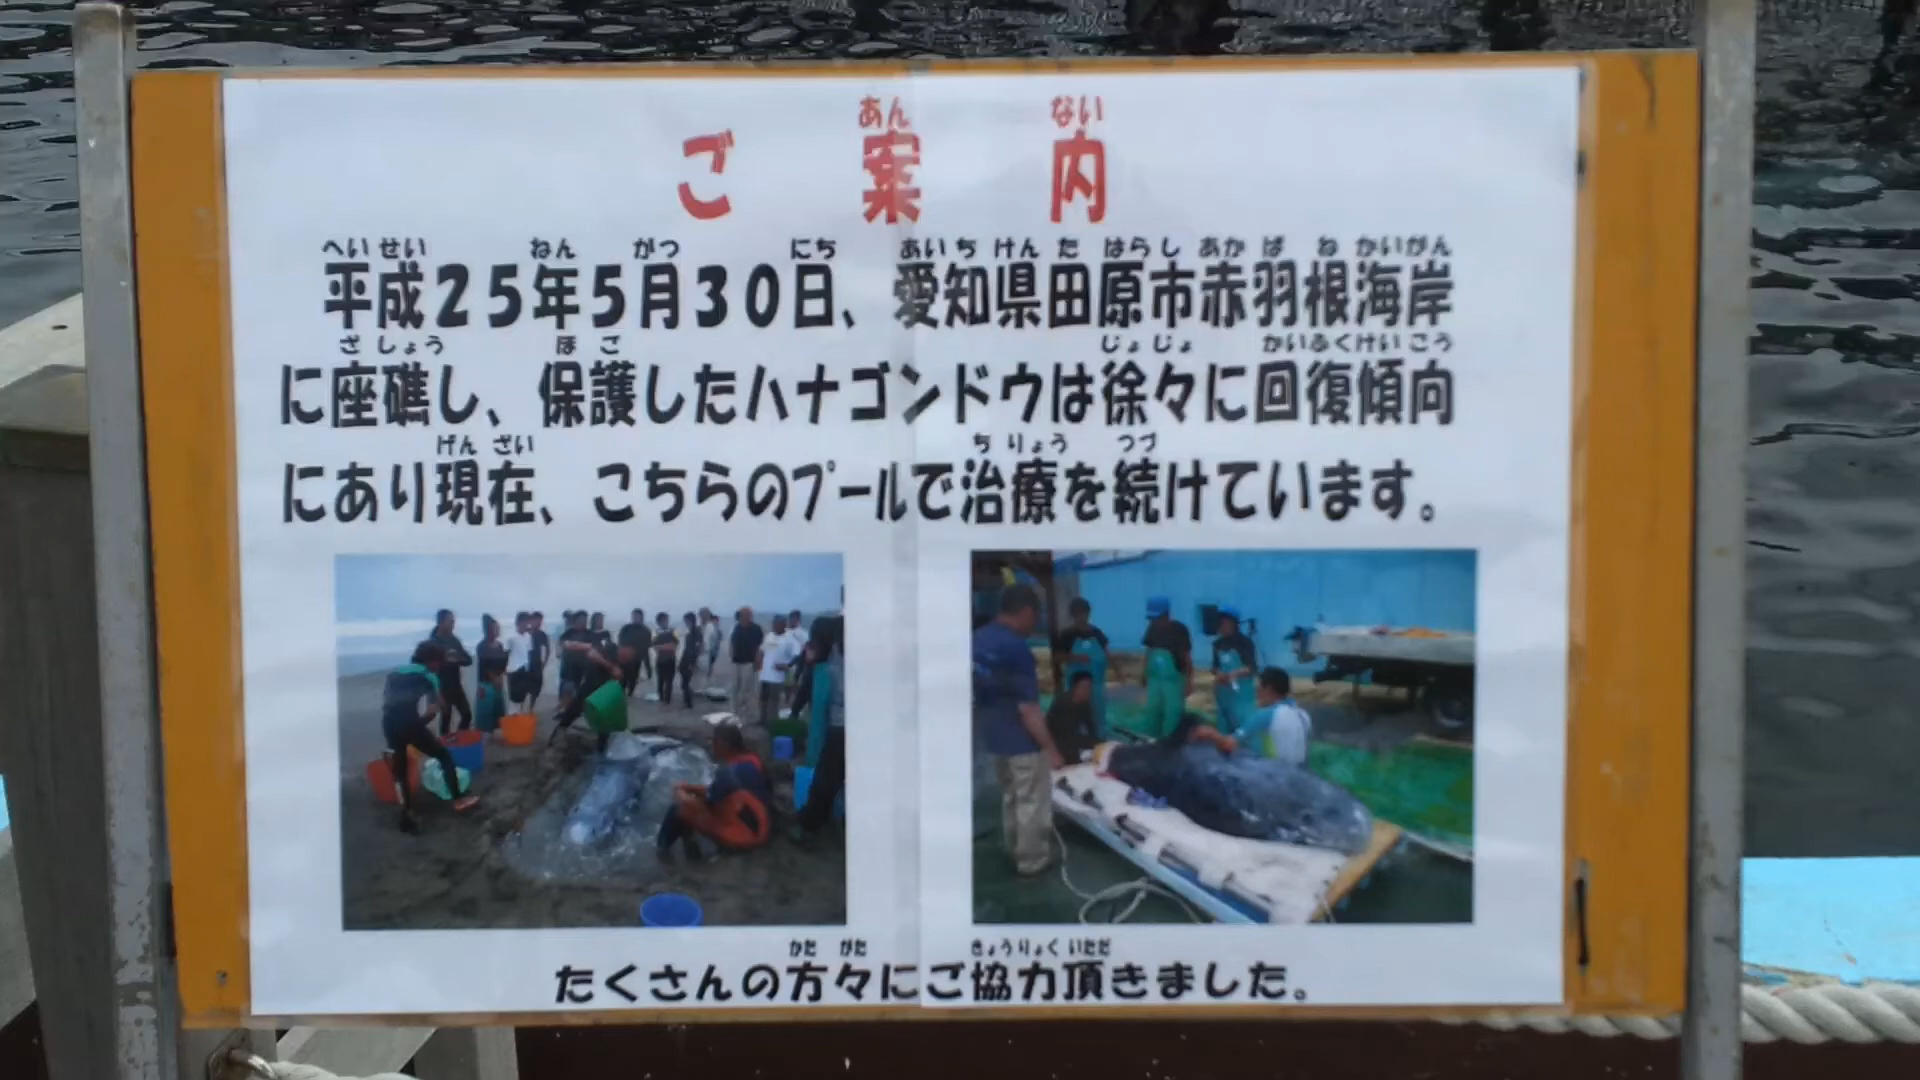 ご案内
平成25年5月30日、愛知県田原市赤羽根海岸
に座礁し、保護したハナゴンドウは徐々に回復傾向
にあり現在、こちらのプールで治療を続けています。
たくさんの方々にご協力頂きました。